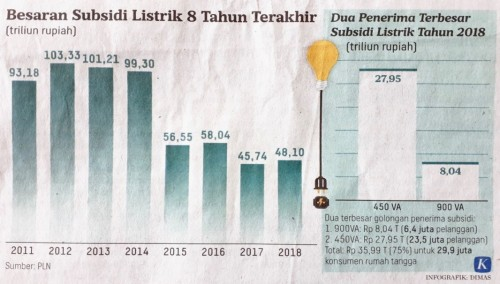 Besaran Subsidi Listrik 8 Tahun Terakhir
(triliun rupiah)
93,18
103,33
101,21
99,30
56,55
58,04
45,74
48,10
2011
2012
2013
2014
2015
2016
2017
2018
Sumber: PLN
Dua Penerima Terbesar
Subsidi Listrik Tahun 2018
(triliun rupiah)
27,95
8,04
450 VA
900 VA
Dua terbesar golongan penerima subsidi:
1. 900VA: Rp 8,04 T (6,4 juta pelanggan)
2. 450VA: Rp 27,95 T (23,5 juta pelanggan)
Total: Rp 35,99 T (75%) untuk 29,9 juta
konsumen rumah tangga
K
INFOGRAFIK: DIMAS